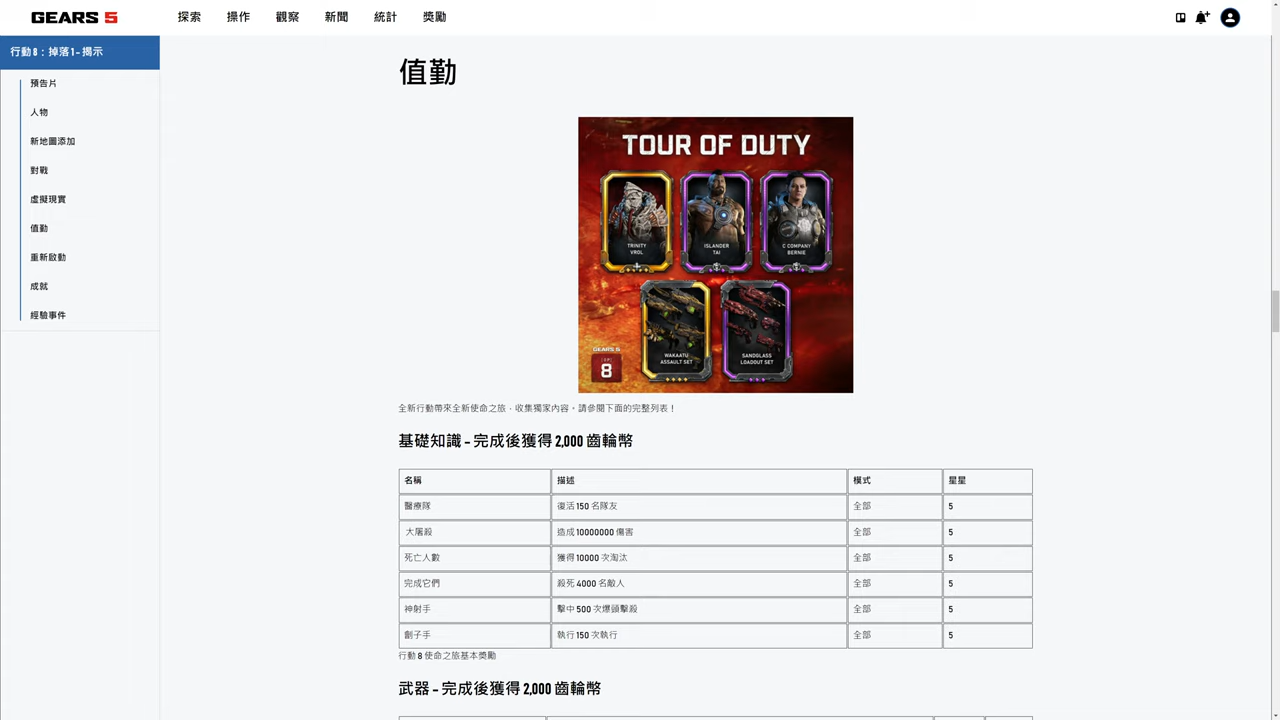 GEARS 5
探索 操作 觀察 新聞 統計 獎勵
行動 8：掉落 1 - 揭示
預告片
人物
新地圖添加
對戰
虛擬現實
值勤
重新啟動
成就
經驗事件
值勤
TOUR OF DUTY
TRINITY VROL
ISLANDER TAI
C COMPANY BERNIE
WAKAATU ASSAULT SET
SANDGLASS LOADOUT SET
GEARS 5
8
全新行動帶來全新使命之旅，收集獨家內容。請參閱下面的完整列表！
基礎知識 – 完成後獲得 2,000 齒輪幣
名稱 描述 模式 星星
醫療隊 復活 150 名隊友 全部 5
大屠殺 造成 10000000 傷害 全部 5
死亡人數 獲得 10000 次淘汰 全部 5
完成它們 殺死 4000 名敵人 全部 5
神射手 擊中 500 次爆頭擊殺 全部 5
劊子手 執行 150 次執行 全部 5
行動 8 使命之旅基本獎勵
武器 – 完成後獲得 2,000 齒輪幣